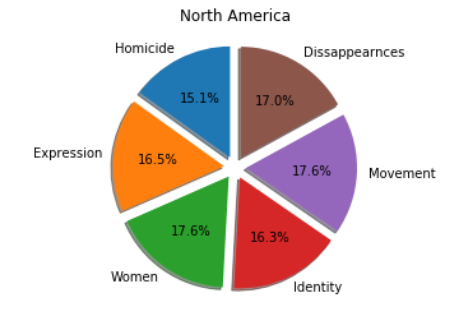 North America
Homicide
Dissappearnces
15.1%
17.0%
Expression
16.5%
17.6%
Movement
17.6%
16.3%
Women
Identity